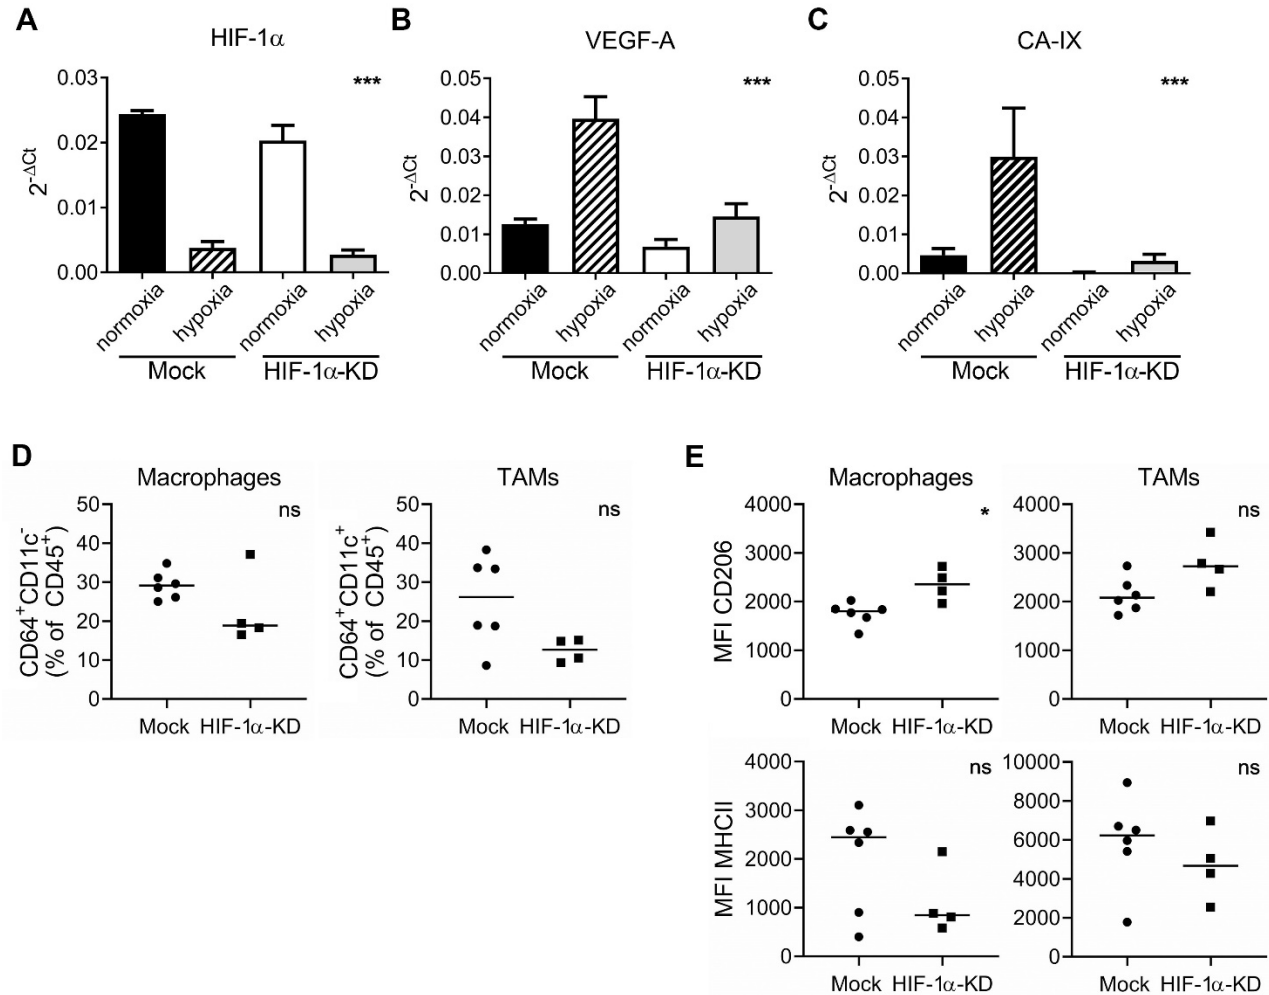 A
HIF-1α
***
0.03
0.02
0.01
0.00
2^-ΔCt
normoxia
hypoxia
normoxia
hypoxia
Mock
HIF-1α-KD
B
VEGF-A
***
0.05
0.04
0.03
0.02
0.01
0.00
2^-ΔCt
normoxia
hypoxia
normoxia
hypoxia
Mock
HIF-1α-KD
C
CA-IX
***
0.05
0.04
0.03
0.02
0.01
0.00
2^-ΔCt
normoxia
hypoxia
normoxia
hypoxia
Mock
HIF-1α-KD
D
Macrophages
ns
50
40
30
20
10
0
CD64⁺CD11c⁻
(% of CD45⁺)
Mock HIF-1α-KD
TAMs
ns
50
40
30
20
10
0
CD64⁺CD11c⁺
(% of CD45⁺)
Mock HIF-1α-KD
E
Macrophages
*
4000
3000
2000
1000
0
MFI CD206
Mock HIF-1α-KD
TAMs
ns
4000
3000
2000
1000
0
Mock HIF-1α-KD
ns
4000
3000
2000
1000
0
MFI MHCII
Mock HIF-1α-KD
ns
10000
8000
6000
4000
2000
0
Mock HIF-1α-KD